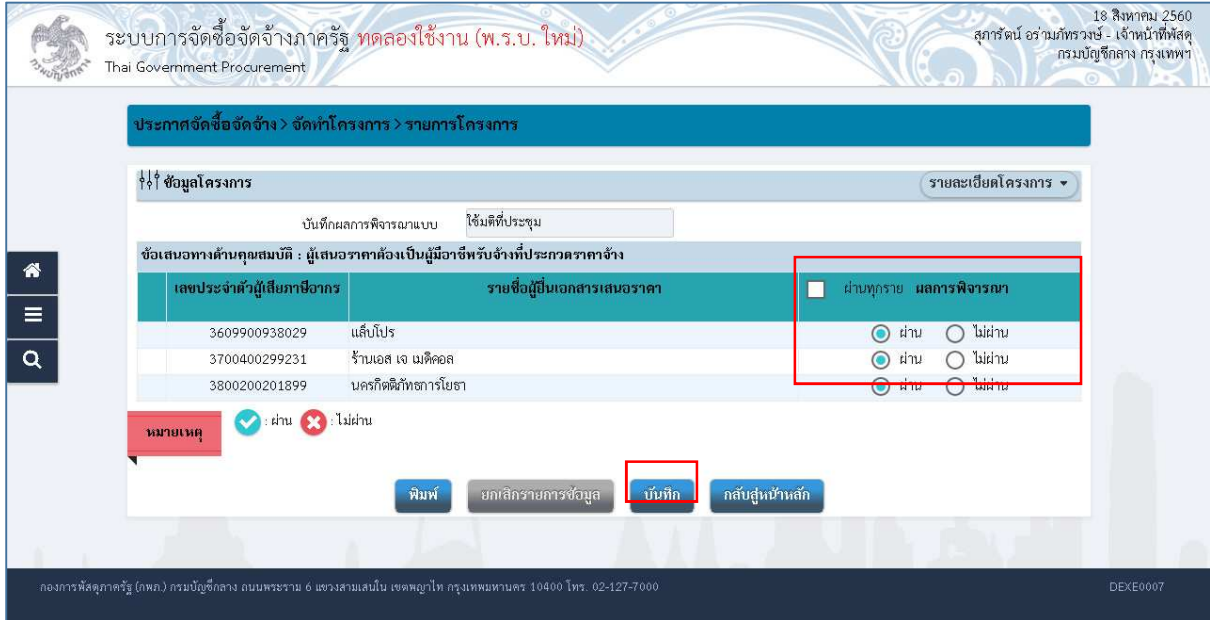 18 สิงหาคม 2560
ระบบการจัดซื้อจัดจ้างภาครัฐ ทดลองใช้งาน (พ.ร.บ. ใหม่)
สุภารัตน์ อร่ามภัทรวงษ์ - เจ้าหน้าที่พัสดุ
Thai Government Procurement
กรมบัญชีกลาง กรุงเทพฯ
ประกาศจัดซื้อจัดจ้าง > จัดทำโครงการ > รายการโครงการ
ข้อมูลโครงการ รายละเอียดโครงการ
บันทึกผลการพิจารณาแบบ ใช้มติที่ประชุม
ข้อเสนอทางด้านคุณสมบัติ : ผู้เสนอราคาต้องเป็นผู้มีอาชีพรับจ้างที่ประกวดราคาจ้าง
เลขประจำตัวผู้เสียภาษีอากร รายชื่อผู้ยื่นเอกสารเสนอราคา ผ่านทุกราย ผลการพิจารณา
3609900938029 แล็บโปร ผ่าน ไม่ผ่าน
3700400299231 ร้านเอส เจ เมดิคอล ผ่าน ไม่ผ่าน
3800200201899 นครกิตติภัทรการโยธา ผ่าน ไม่ผ่าน
หมายเหตุ : ผ่าน : ไม่ผ่าน
พิมพ์ ยกเลิกรายการข้อมูล บันทึก กลับสู่หน้าหลัก
กองการพัสดุภาครัฐ (กพภ.) กรมบัญชีกลาง ถนนพระราม 6 แขวงสามเสนใน เขตพญาไท กรุงเทพมหานคร 10400 โทร. 02-127-7000 DEXE0007